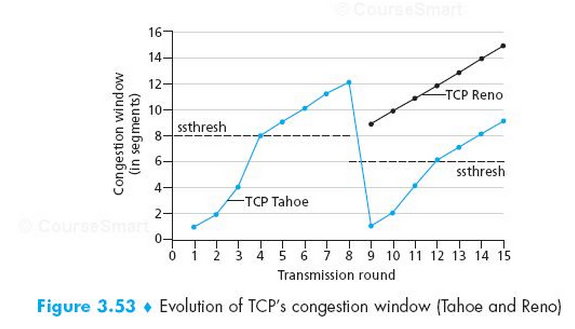 © CourseSmart
Congestion window
(in segments)
16
14
12
10
8
6
4
2
0
ssthresh
TCP Reno
ssthresh
TCP Tahoe
© CourseSmart
0 1 2 3 4 5 6 7 8 9 10 11 12 13 14 15
Transmission round
Figure 3.53 ♦ Evolution of TCP's congestion window (Tahoe and Reno)